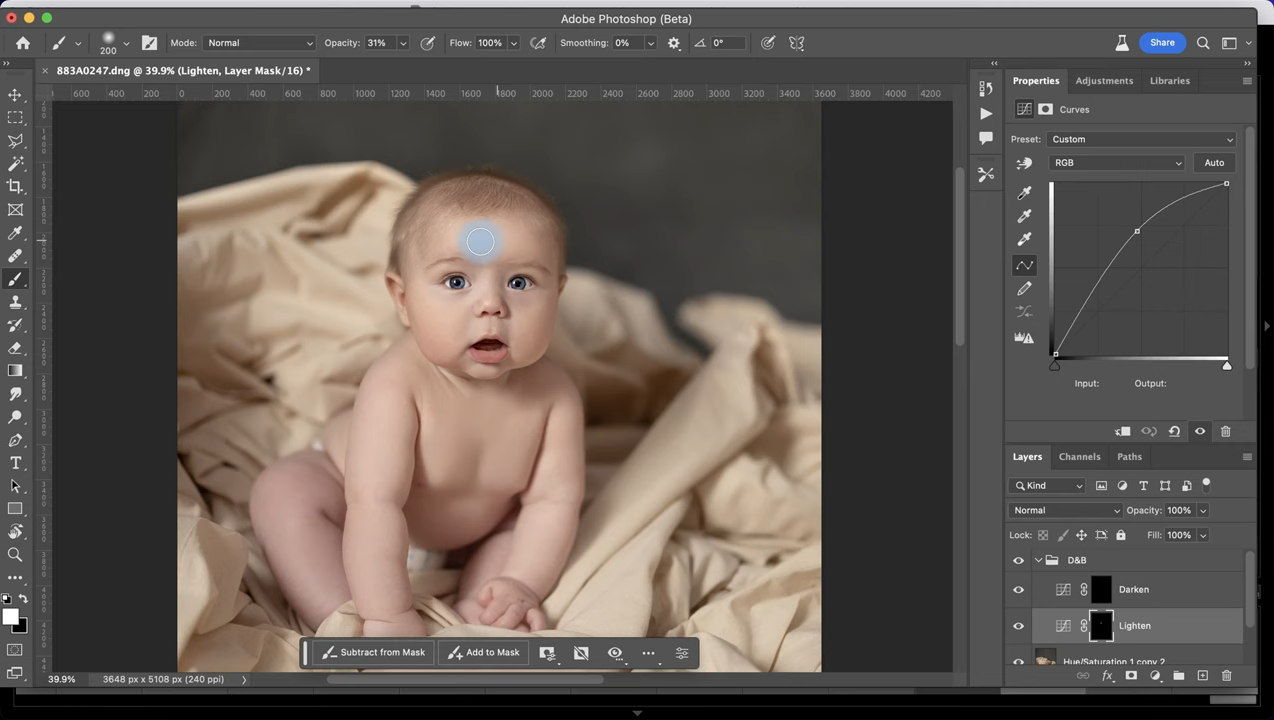 Adobe Photoshop (Beta)
200
Mode: Normal
Opacity: 31%
Flow: 100%
Smoothing: 0%
0°
Share
883A0247.dng @ 39.9% (Lighten, Layer Mask/16) *
600 400 200 0 200 400 600 800 1000 1200 1400 1600 1800 2000 2200 2400 2600 2800 3000 3200 3400 3600 3800 4000 4200
Properties Adjustments Libraries
Curves
Preset: Custom
RGB Auto
Input: Output:
Layers Channels Paths
Kind
Normal Opacity: 100%
Lock: Fill: 100%
D&B
Darken
Lighten
Hue/Saturation 1 copy 2
Subtract from Mask Add to Mask
39.9% 3648 px x 5108 px (240 ppi)